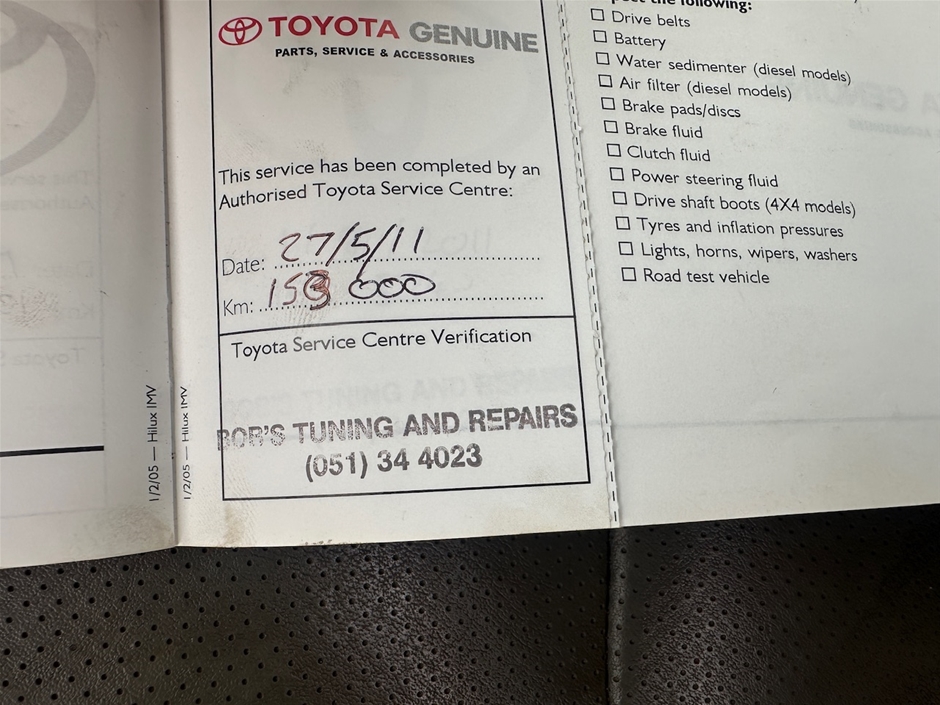 TOYOTA GENUINE
PARTS, SERVICE & ACCESSORIES
This service has been completed by an
Authorised Toyota Service Centre:
Date: 27/5/11
Km: 153 000
Toyota Service Centre Verification
BOR'S TUNING AND REPAIRS
(051) 34 4023
1/2/05 — Hilux IMV
1/2/05 — Hilux IMV
the following:
Drive belts
Battery
Water sedimenter (diesel models)
Air filter (diesel models)
Brake pads/discs
Brake fluid
Clutch fluid
Power steering fluid
Drive shaft boots (4X4 models)
Tyres and inflation pressures
Lights, horns, wipers, washers
Road test vehicle